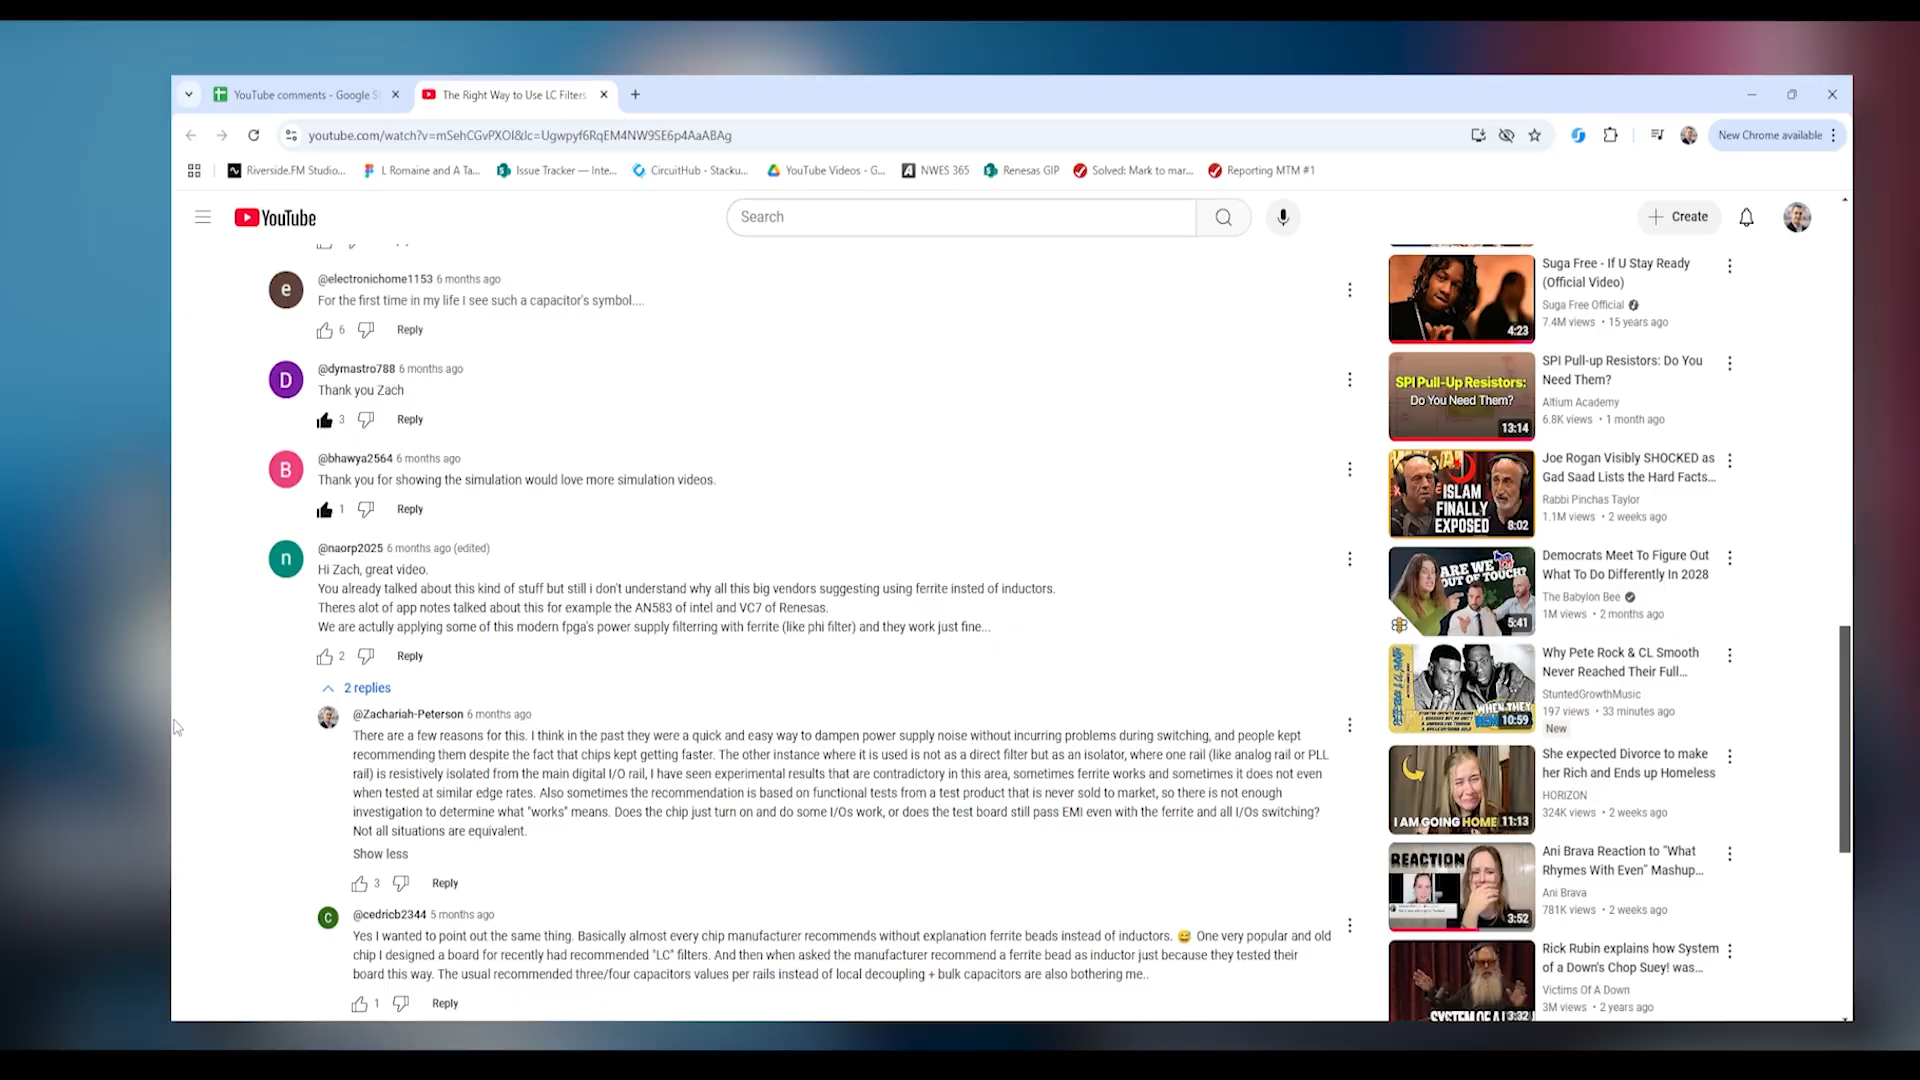 YouTube comments - Google S
The Right Way to Use LC Filters
youtube.com/watch?v=mSehCGvPXOI&lc=Ugwpyf6RqEM4NW9SE6p4AaABAg
New Chrome available
Riverside.FM Studio...
L Romaine and A Ta...
Issue Tracker — Inte...
CircuitHub - Stacku...
YouTube Videos - G...
NWES 365
Renesas GIP
Solved: Mark to mar...
Reporting MTM #1
YouTube
Search
Create
@electronichome1153 6 months ago
For the first time in my life I see such a capacitor's symbol....
6 Reply
@dymastro788 6 months ago
Thank you Zach
3 Reply
@bhawya2564 6 months ago
Thank you for showing the simulation would love more simulation videos.
1 Reply
@naorp2025 6 months ago (edited)
Hi Zach, great video.
You already talked about this kind of stuff but still i don't understand why all this big vendors suggesting using ferrite insted of inductors.
Theres alot of app notes talked about this for example the AN583 of intel and VC7 of Renesas.
We are actully applying some of this modern fpga's power supply filterring with ferrite (like phi filter) and they work just fine...
2 Reply
2 replies
@Zachariah-Peterson 6 months ago
There are a few reasons for this. I think in the past they were a quick and easy way to dampen power supply noise without incurring problems during switching, and people kept
recommending them despite the fact that chips kept getting faster. The other instance where it is used is not as a direct filter but as an isolator, where one rail (like analog rail or PLL
rail) is resistively isolated from the main digital I/O rail, I have seen experimental results that are contradictory in this area, sometimes ferrite works and sometimes it does not even
when tested at similar edge rates. Also sometimes the recommendation is based on functional tests from a test product that is never sold to market, so there is not enough
investigation to determine what "works" means. Does the chip just turn on and do some I/Os work, or does the test board still pass EMI even with the ferrite and all I/Os switching?
Not all situations are equivalent.
Show less
3 Reply
@cedricb2344 5 months ago
Yes I wanted to point out the same thing. Basically almost every chip manufacturer recommends without explanation ferrite beads instead of inductors. 😅 One very popular and old
chip I designed a board for recently had recommended "LC" filters. And then when asked the manufacturer recommend a ferrite bead as inductor just because they tested their
board this way. The usual recommended three/four capacitors values per rails instead of local decoupling + bulk capacitors are also bothering me..
1 Reply
4:23
Suga Free - If U Stay Ready
(Official Video)
Suga Free Official
7.4M views • 15 years ago
SPI Pull-Up Resistors:
Do You Need Them?
13:14
SPI Pull-up Resistors: Do You
Need Them?
Altium Academy
6.8K views • 1 month ago
ISLAM
FINALLY
EXPOSED
8:02
Joe Rogan Visibly SHOCKED as
Gad Saad Lists the Hard Facts...
Rabbi Pinchas Taylor
1.1M views • 2 weeks ago
ARE WE
OUT OF TOUCH?
5:41
Democrats Meet To Figure Out
What To Do Differently In 2028
The Babylon Bee
1M views • 2 months ago
10:59
Why Pete Rock & CL Smooth
Never Reached Their Full...
StuntedGrowthMusic
197 views • 33 minutes ago
New
I AM GOING HOME
11:13
She expected Divorce to make
her Rich and Ends up Homeless
HORIZON
324K views • 2 weeks ago
REACTION
3:52
Ani Brava Reaction to "What
Rhymes With Even" Mashup...
Ani Brava
781K views • 2 weeks ago
3:32
Rick Rubin explains how System
of a Down's Chop Suey! was...
Victims Of A Down
3M views • 2 years ago